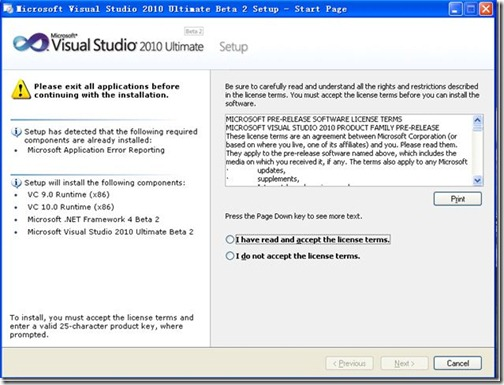 Microsoft Visual Studio 2010 Ultimate Beta 2 Setup - Start Page
Beta 2
Microsoft®
Visual Studio 2010 Ultimate Setup
Please exit all applications before
continuing with the installation.
Setup has detected that the following required
components are already installed:
• Microsoft Application Error Reporting
Setup will install the following components:
• VC 9.0 Runtime (x86)
• VC 10.0 Runtime (x86)
• Microsoft .NET Framework 4 Beta 2
• Microsoft Visual Studio 2010 Ultimate Beta 2
To install, you must accept the license terms and
enter a valid 25-character product key, where
prompted.
Be sure to carefully read and understand all the rights and restrictions described
in the license terms. You must accept the license terms before you can install the
software.
MICROSOFT PRE-RELEASE SOFTWARE LICENSE TERMS
MICROSOFT VISUAL STUDIO 2010 PRODUCT FAMILY PRE-RELEASE
These license terms are an agreement between Microsoft Corporation (or
based on where you live, one of its affiliates) and you. Please read them.
They apply to the pre-release software named above, which includes the
media on which you received it, if any. The terms also apply to any Microsoft
· updates,
· supplements,
Print
Press the Page Down key to see more text.
I have read and accept the license terms.
I do not accept the license terms.
< Previous Next > Cancel